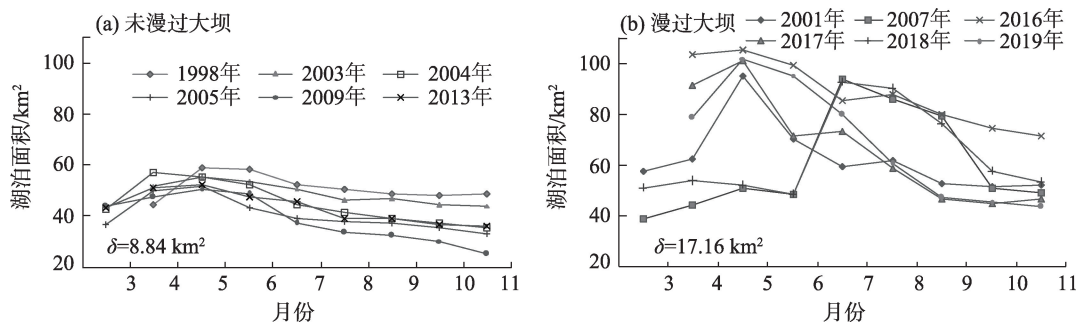 (a) 未漫过大坝
100
80
60
40
20
湖泊面积/km²
1998年 2003年 2004年
2005年 2009年 2013年
δ=8.84 km²
3 4 5 6 7 8 9 10 11
月份
(b) 漫过大坝
2001年 2007年 2016年
2017年 2018年 2019年
100
80
60
40
20
湖泊面积/km²
δ=17.16 km²
3 4 5 6 7 8 9 10 11
月份